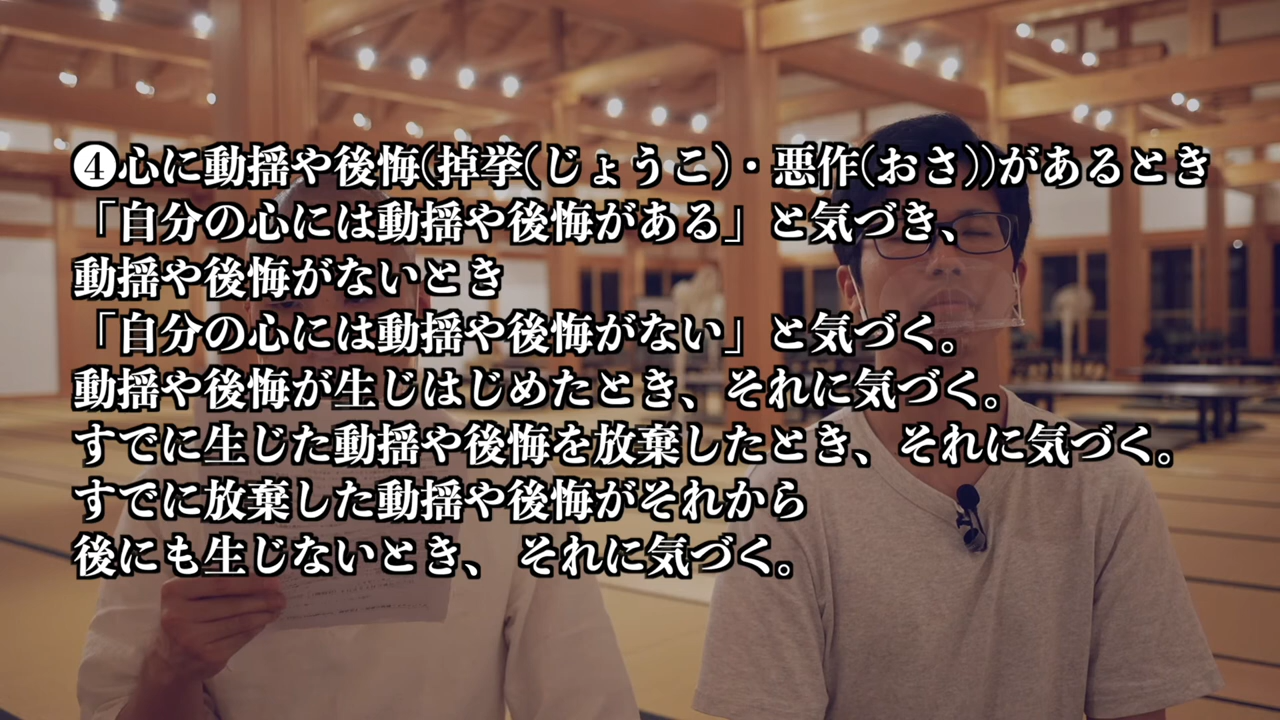 ❹心に動揺や後悔(掉挙(じょうこ)・悪作(おさ))があるとき
「自分の心には動揺や後悔がある」と気づき、
動揺や後悔がないとき
「自分の心には動揺や後悔がない」と気づく。
動揺や後悔が生じはじめたとき、それに気づく。
すでに生じた動揺や後悔を放棄したとき、それに気づく。
すでに放棄した動揺や後悔がそれから
後にも生じないとき、 それに気づく。